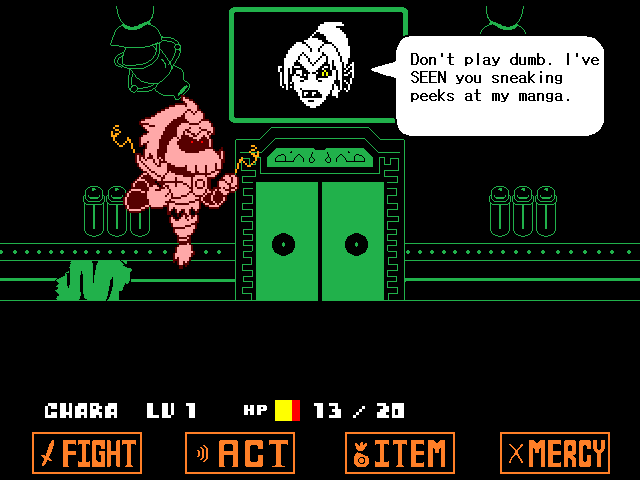 Don't play dumb. I've
SEEN you sneaking
peeks at my manga.
CHARA LV 1 HP 13 / 20
FIGHT ACT ITEM MERCY